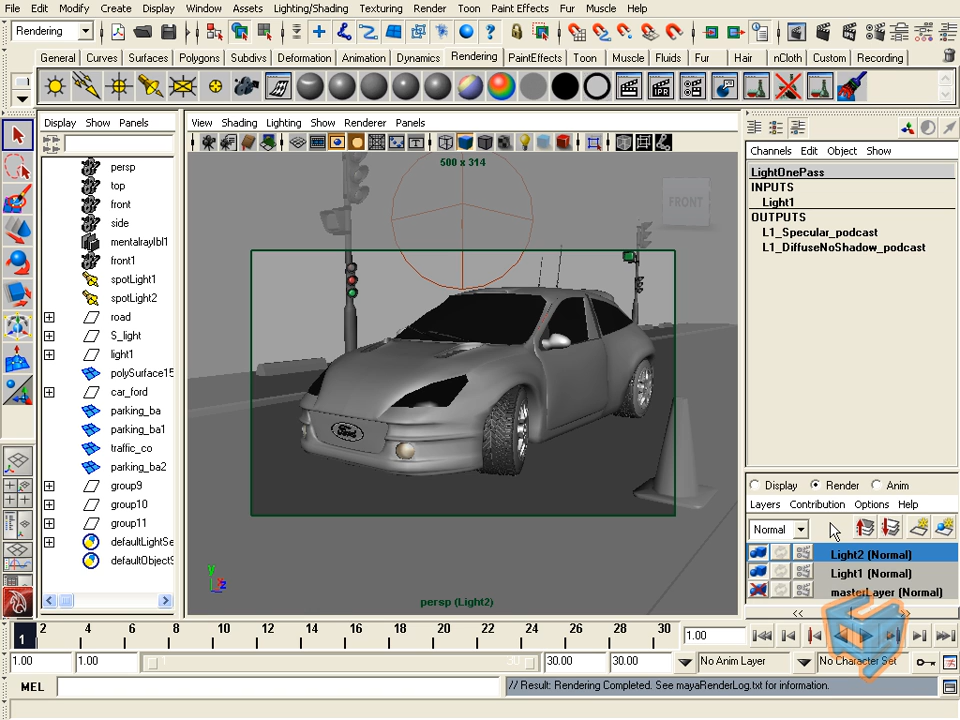 File Edit Modify Create Display Window Assets Lighting/Shading Texturing Render Toon Paint Effects Fur Muscle Help
Rendering
General Curves Surfaces Polygons Subdivs Deformation Animation Dynamics Rendering PaintEffects Toon Muscle Fluids Fur Hair nCloth Custom Recording
Display Show Panels
View Shading Lighting Show Renderer Panels
Channels Edit Object Show
500 x 314
FRONT
persp
top
front
side
mentalraylbl1
front1
spotLight1
spotLight2
road
S_light
light1
polySurface15
car_ford
parking_ba
parking_ba1
traffic_co
parking_ba2
group9
group10
group11
defaultLightSe
defaultObjectS
Ford
y
z
persp (Light2)
LightOnePass
INPUTS
Light1
OUTPUTS
L1_Specular_podcast
L1_DiffuseNoShadow_podcast
Display Render Anim
Layers Contribution Options Help
Normal
Light2 (Normal)
Light1 (Normal)
masterLayer (Normal)
1 2 4 6 8 10 12 14 16 18 20 22 24 26 28 30 1.00
1.00 1.00 1 30 30.00 30.00 No Anim Layer No Character Set
MEL // Result: Rendering Completed. See mayaRenderLog.txt for information.